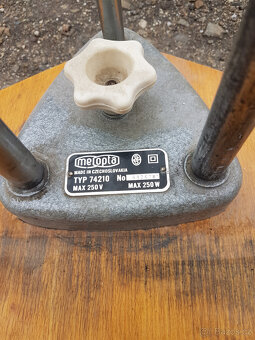 meopta
MADE IN CZECHOSLOVAKIA
TYP 74210 No
MAX 250 V MAX 250 W